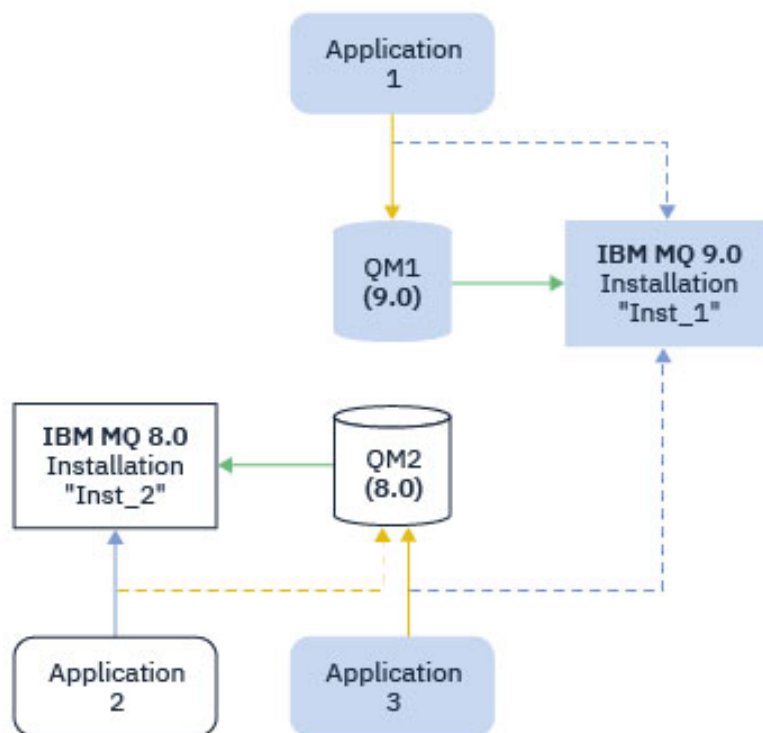 Application
1
QM1
(9.0)
IBM MQ 9.0
Installation
"Inst_1"
IBM MQ 8.0
Installation
"Inst_2"
QM2
(8.0)
Application
2
Application
3